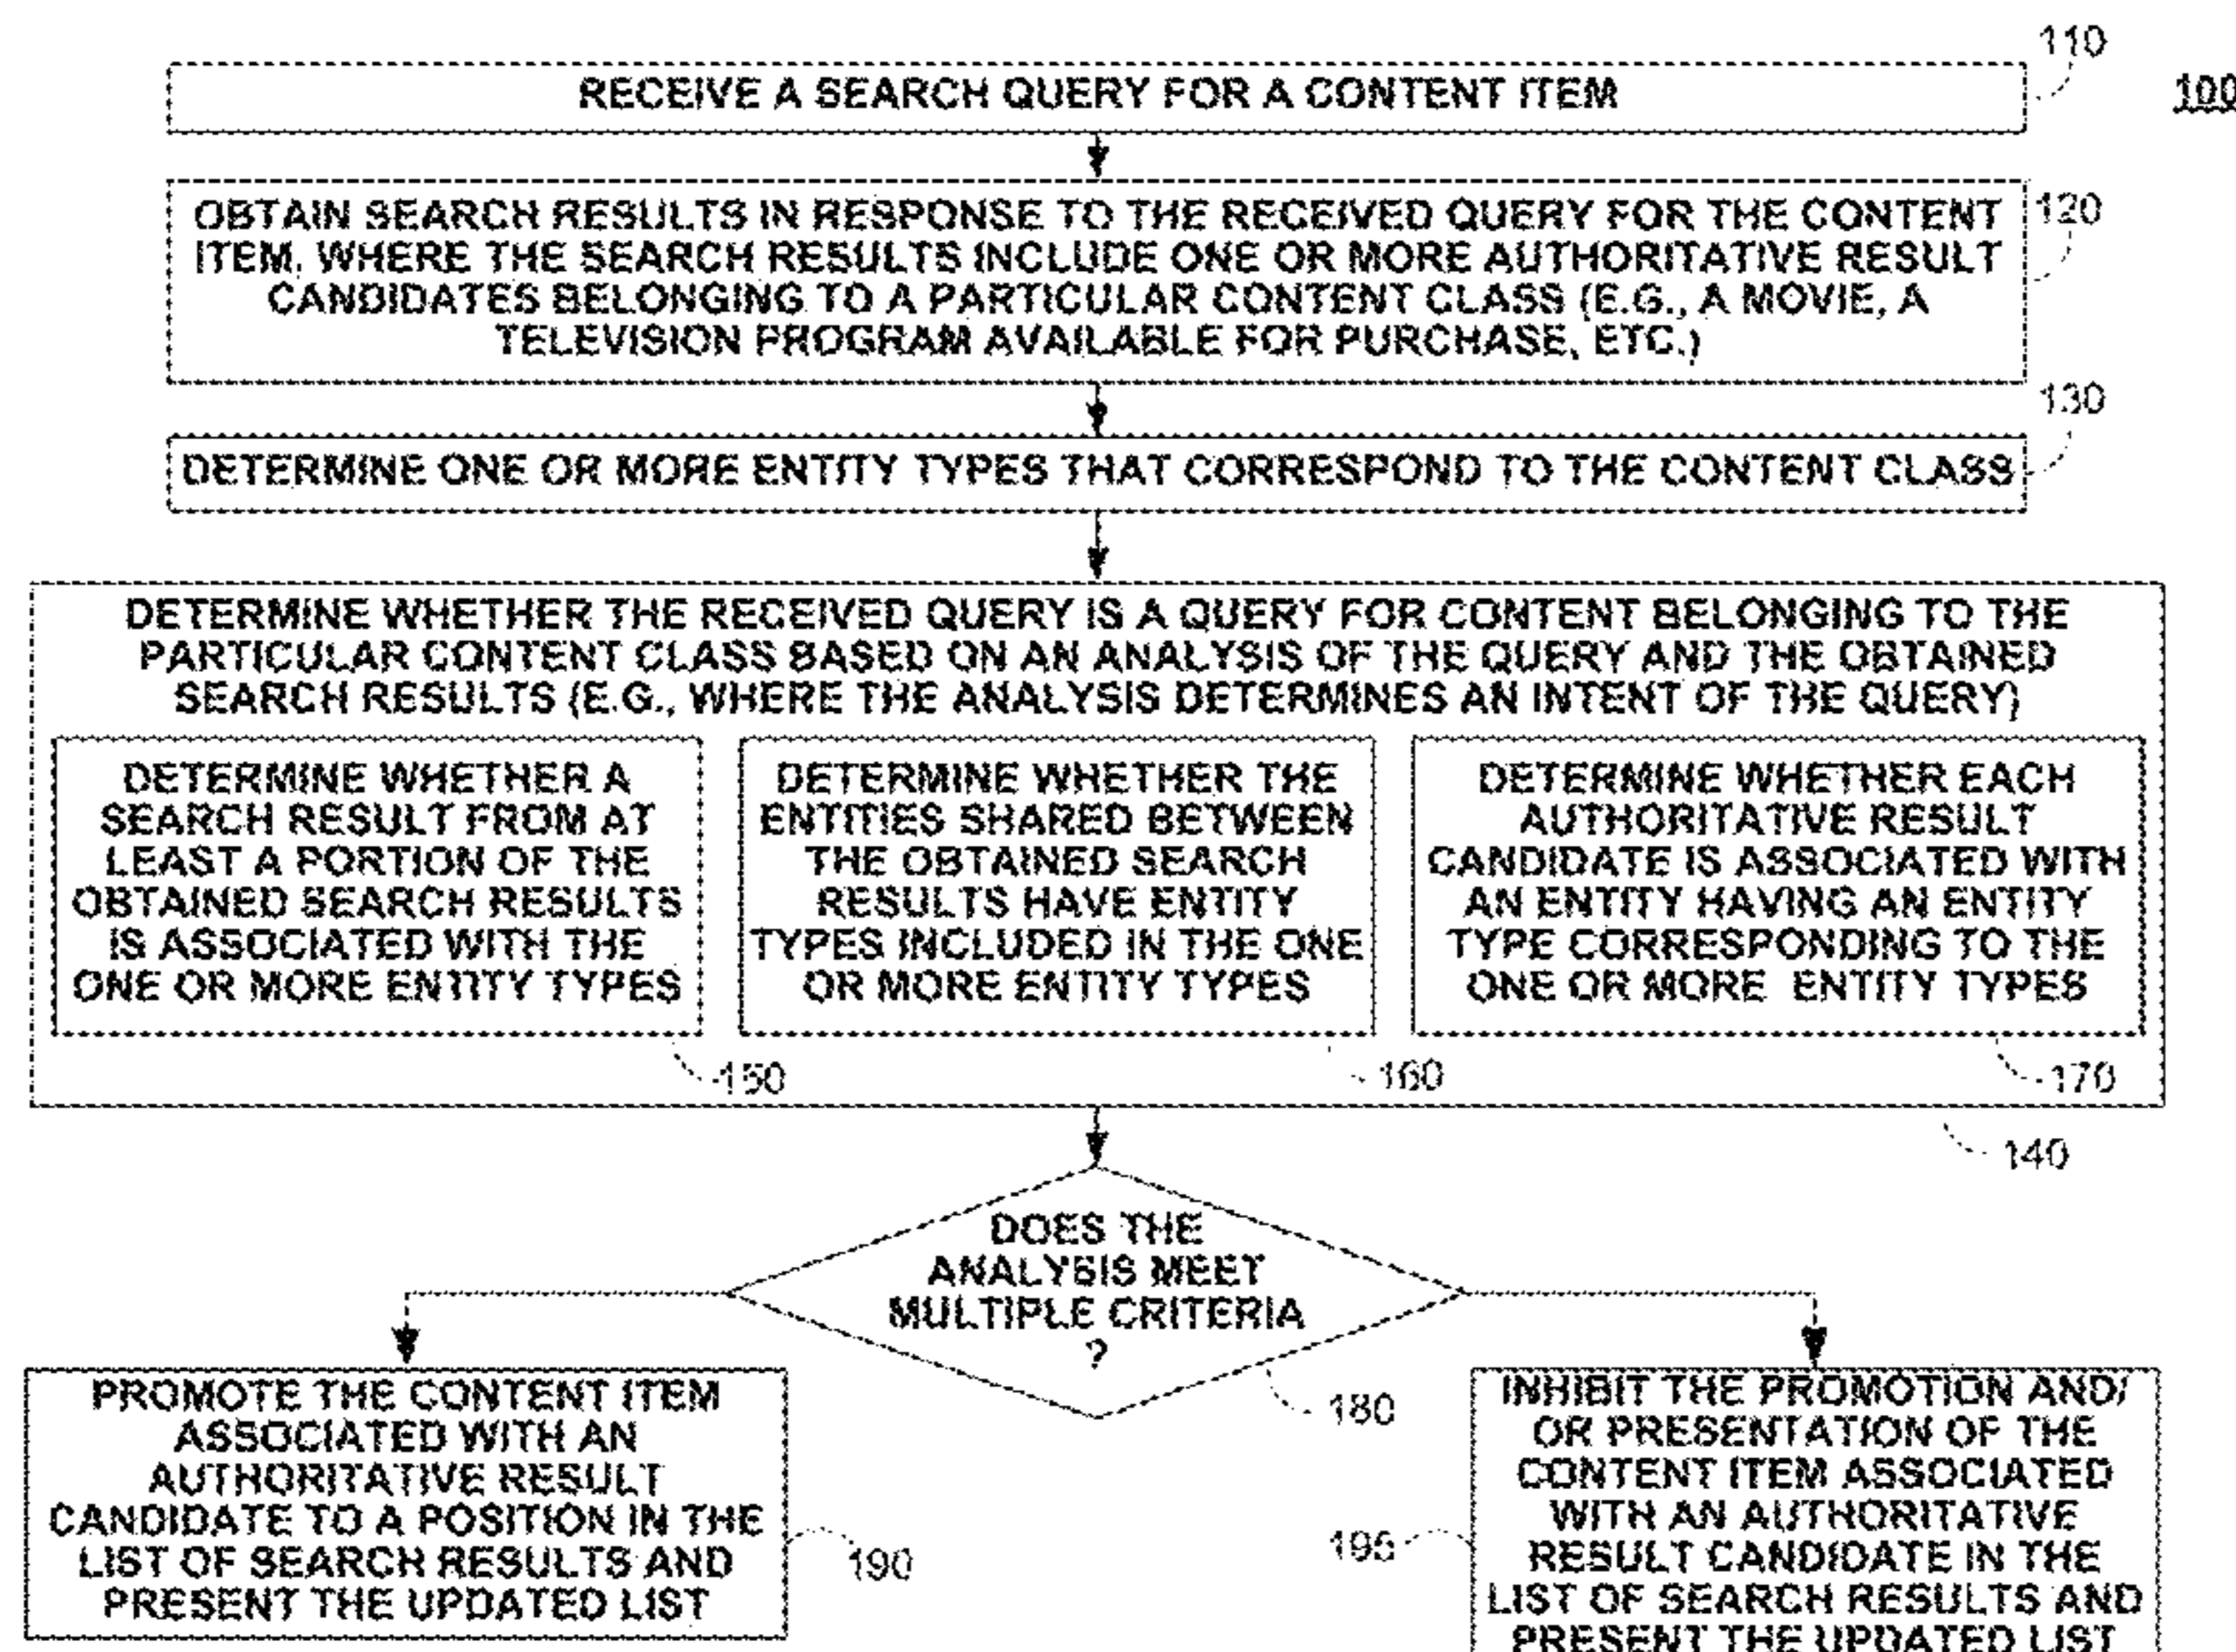 110
100
RECEIVE A SEARCH QUERY FOR A CONTENT ITEM
120
OBTAIN SEARCH RESULTS IN RESPONSE TO THE RECEIVED QUERY FOR THE CONTENT
ITEM, WHERE THE SEARCH RESULTS INCLUDE ONE OR MORE AUTHORITATIVE RESULT
CANDIDATES BELONGING TO A PARTICULAR CONTENT CLASS (E.G., A MOVIE, A
TELEVISION PROGRAM AVAILABLE FOR PURCHASE, ETC.)
130
DETERMINE ONE OR MORE ENTITY TYPES THAT CORRESPOND TO THE CONTENT CLASS
DETERMINE WHETHER THE RECEIVED QUERY IS A QUERY FOR CONTENT BELONGING TO THE
PARTICULAR CONTENT CLASS BASED ON AN ANALYSIS OF THE QUERY AND THE OBTAINED
SEARCH RESULTS (E.G., WHERE THE ANALYSIS DETERMINES AN INTENT OF THE QUERY)
DETERMINE WHETHER A
SEARCH RESULT FROM AT
LEAST A PORTION OF THE
OBTAINED SEARCH RESULTS
IS ASSOCIATED WITH THE
ONE OR MORE ENTITY TYPES
150
DETERMINE WHETHER THE
ENTITIES SHARED BETWEEN
THE OBTAINED SEARCH
RESULTS HAVE ENTITY
TYPES INCLUDED IN THE ONE
OR MORE ENTITY TYPES
160
DETERMINE WHETHER EACH
AUTHORITATIVE RESULT
CANDIDATE IS ASSOCIATED WITH
AN ENTITY HAVING AN ENTITY
TYPE CORRESPONDING TO THE
ONE OR MORE ENTITY TYPES
170
140
DOES THE
ANALYSIS MEET
MULTIPLE CRITERIA
?
180
PROMOTE THE CONTENT ITEM
ASSOCIATED WITH AN
AUTHORITATIVE RESULT
CANDIDATE TO A POSITION IN THE
LIST OF SEARCH RESULTS AND
PRESENT THE UPDATED LIST
190
INHIBIT THE PROMOTION AND/
OR PRESENTATION OF THE
CONTENT ITEM ASSOCIATED
WITH AN AUTHORITATIVE
RESULT CANDIDATE IN THE
LIST OF SEARCH RESULTS AND
PRESENT THE UPDATED LIST
195